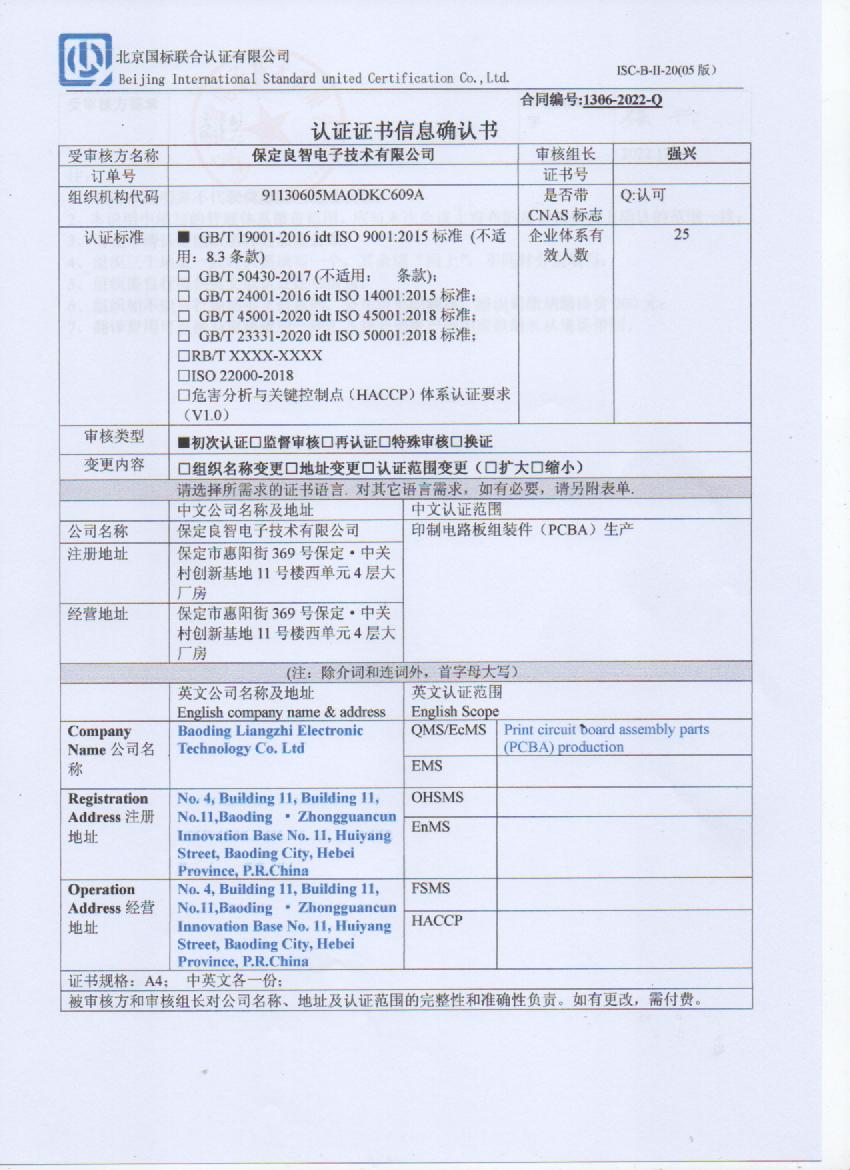 北京国标联合认证有限公司
Beijing International Standard united Certification Co.,Ltd.
ISC-B-II-20(05 版)
合同编号:1306-2022-Q
认证证书信息确认书
受审核方名称 保定良智电子技术有限公司 审核组长 强兴
订单号 证书号
组织机构代码 91130605MAODKC609A 是否带 Q:认可
CNAS 标志
认证标准 ■ GB/T 19001-2016 idt ISO 9001:2015 标准 (不适 企业体系有 25
用：8.3 条款) 效人数
□ GB/T 50430-2017 (不适用： 条款);
□ GB/T 24001-2016 idt ISO 14001:2015 标准;
□ GB/T 45001-2020 idt ISO 45001:2018 标准;
□ GB/T 23331-2020 idt ISO 50001:2018 标准;
□RB/T XXXX-XXXX
□ISO 22000-2018
□危害分析与关键控制点（HACCP）体系认证要求
（V1.0）
审核类型 ■初次认证□监督审核□再认证□特殊审核□换证
变更内容 □组织名称变更□地址变更□认证范围变更（□扩大□缩小）
请选择所需求的证书语言. 对其它语言需求，如有必要，请另附表单.
中文公司名称及地址 中文认证范围
公司名称 保定良智电子技术有限公司 印制电路板组装件（PCBA）生产
注册地址 保定市惠阳街 369 号保定·中关
村创新基地 11 号楼西单元 4 层大
厂房
经营地址 保定市惠阳街 369 号保定·中关
村创新基地 11 号楼西单元 4 层大
厂房
(注：除介词和连词外，首字母大写)
英文公司名称及地址 英文认证范围
English company name & address English Scope
Company Baoding Liangzhi Electronic QMS/EcMS Print circuit board assembly parts
Name 公司名 Technology Co. Ltd (PCBA) production
称 EMS
Registration No. 4, Building 11, Building 11, OHSMS
Address 注册 No.11,Baoding · Zhongguancun
地址 Innovation Base No. 11, Huiyang EnMS
Street, Baoding City, Hebei
Province, P.R.China
Operation No. 4, Building 11, Building 11, FSMS
Address 经营 No.11,Baoding · Zhongguancun
地址 Innovation Base No. 11, Huiyang HACCP
Street, Baoding City, Hebei
Province, P.R.China
证书规格：A4； 中英文各一份;
被审核方和审核组长对公司名称、地址及认证范围的完整性和准确性负责。如有更改，需付费。